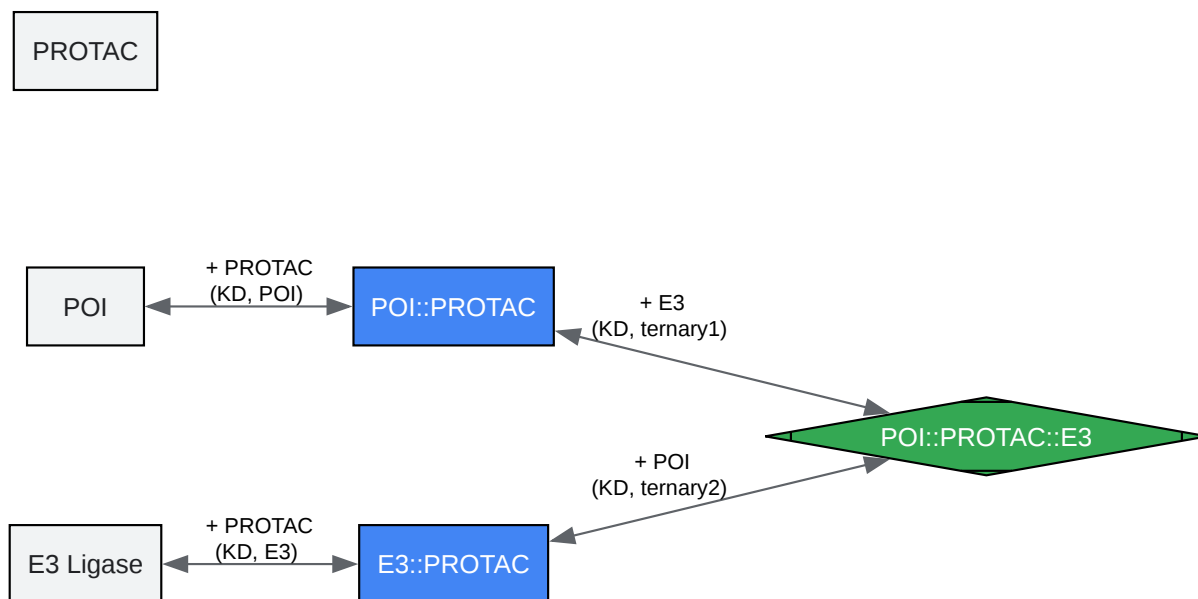 PROTAC
+ PROTAC
(KD, POI)
POI
POI::PROTAC
+ E3
(KD, ternary1)
POI::PROTAC::E3
+ POI
(KD, ternary2)
+ PROTAC
(KD, E3)
E3 Ligase
E3::PROTAC